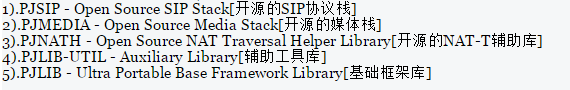 1).PJSIP - Open Source SIP Stack[开源的SIP协议栈]
2).PJMEDIA - Open Source Media Stack[开源的媒体栈]
3).PJNATH - Open Source NAT Traversal Helper Library[开源的NAT-T辅助库]
4).PJLIB-UTIL - Auxiliary Library[辅助工具库]
5).PJLIB - Ultra Portable Base Framework Library[基础框架库]